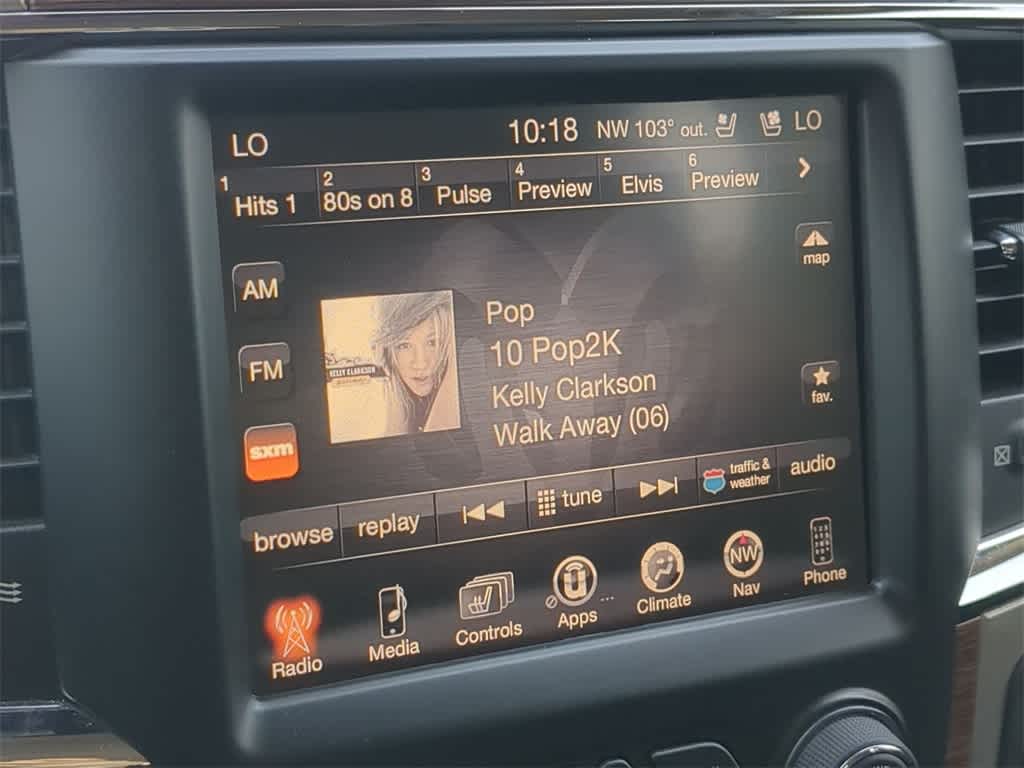 LO 10:18 NW 103° out. LO
1 Hits 1 2 80s on 8 3 Pulse 4 Preview 5 Elvis 6 Preview
map
AM
Pop
10 Pop2K
FM
KELLY CLARKSON
Kelly Clarkson
fav.
Walk Away (06)
sxm
browse replay tune traffic & weather audio
Radio Media Controls Apps ... Climate NW Nav Phone